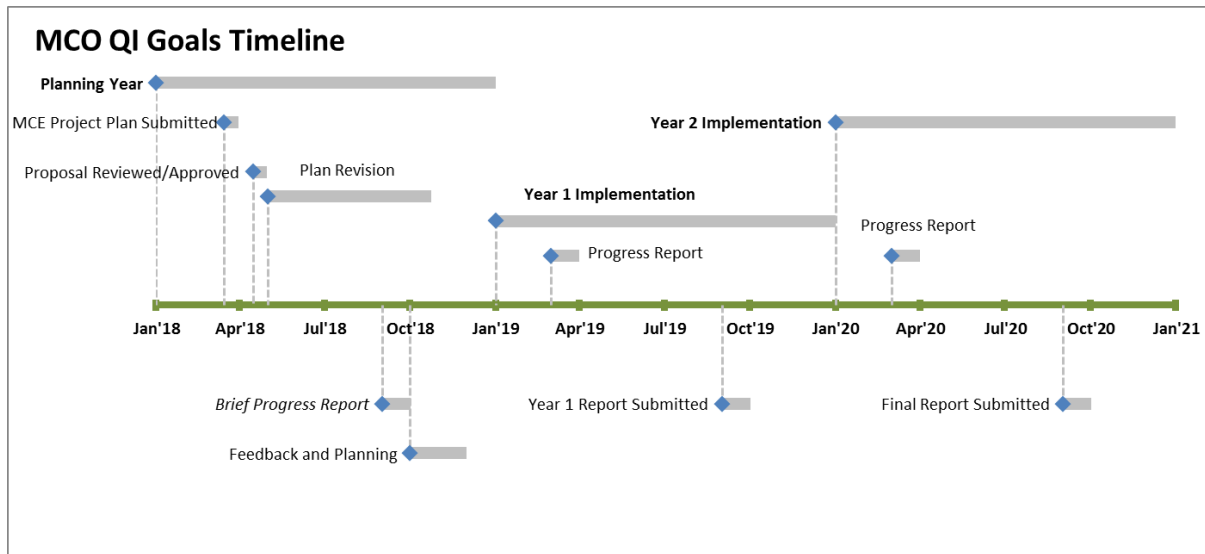 MCO QI Goals Timeline
Planning Year
MCE Project Plan Submitted
Year 2 Implementation
Proposal Reviewed/Approved
Plan Revision
Year 1 Implementation
Progress Report
Progress Report
Jan'18 Apr'18 Jul'18 Oct'18 Jan'19 Apr'19 Jul'19 Oct'19 Jan'20 Apr'20 Jul'20 Oct'20 Jan'21
Brief Progress Report
Year 1 Report Submitted
Final Report Submitted
Feedback and Planning